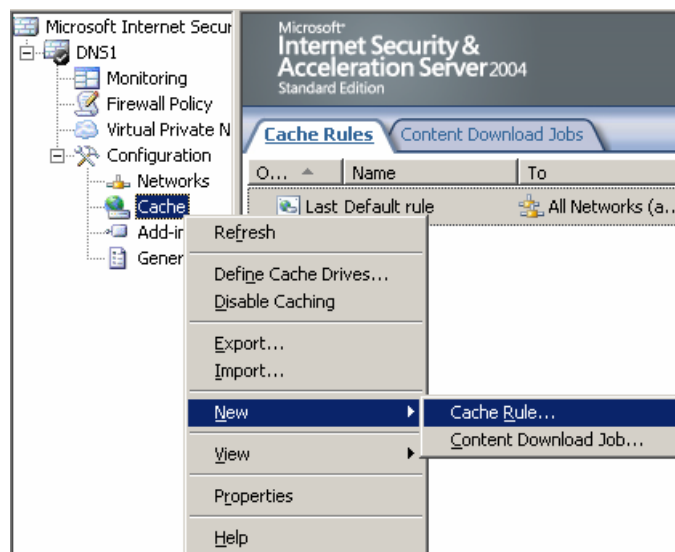 Microsoft Internet Secur
DNS1
Monitoring
Firewall Policy
Virtual Private N
Configuration
Networks
Cache
Add-in
Gener
Microsoft
Internet Security &
Acceleration Server 2004
Standard Edition
Cache Rules
Content Download Jobs
O... Name To
Last Default rule All Networks (a...
Refresh
Define Cache Drives...
Disable Caching
Export...
Import...
New
View
Properties
Help
Cache Rule...
Content Download Job...